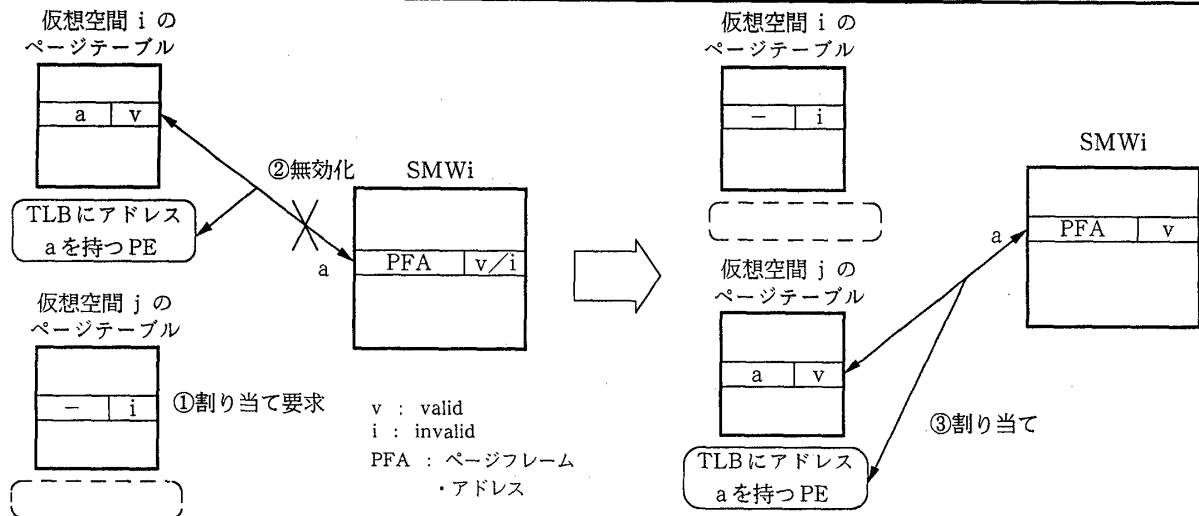 仮想空間 i の
ページテーブル
a v
②無効化
TLBにアドレス
aを持つPE
SMWi
a
PFA v/i
仮想空間 j の
ページテーブル
- i
①割り当て要求
v : valid
i : invalid
PFA : ページフレーム
・アドレス
仮想空間 i の
ページテーブル
- i
SMWi
a
PFA v
仮想空間 j の
ページテーブル
a v
③割り当て
TLBにアドレス
aを持つPE